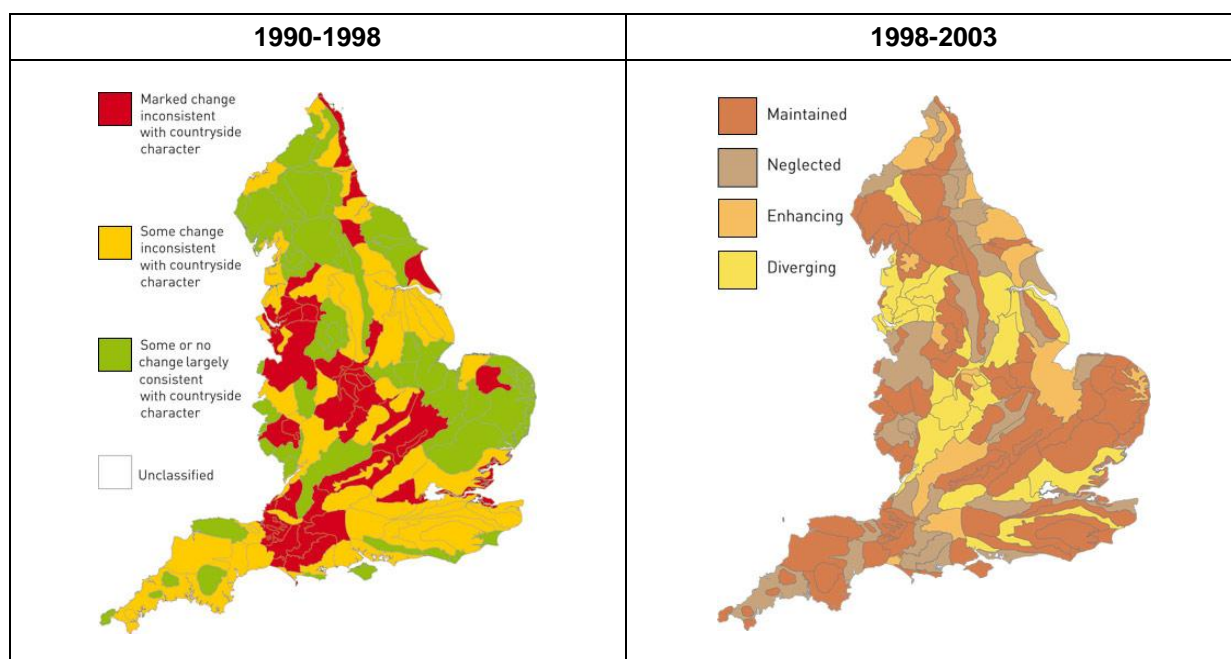 1990-1998
1998-2003
Marked change
inconsistent
with countryside
character
Some change
inconsistent
with countryside
character
Some or no
change largely
consistent
with countryside
character
Unclassified
Maintained
Neglected
Enhancing
Diverging